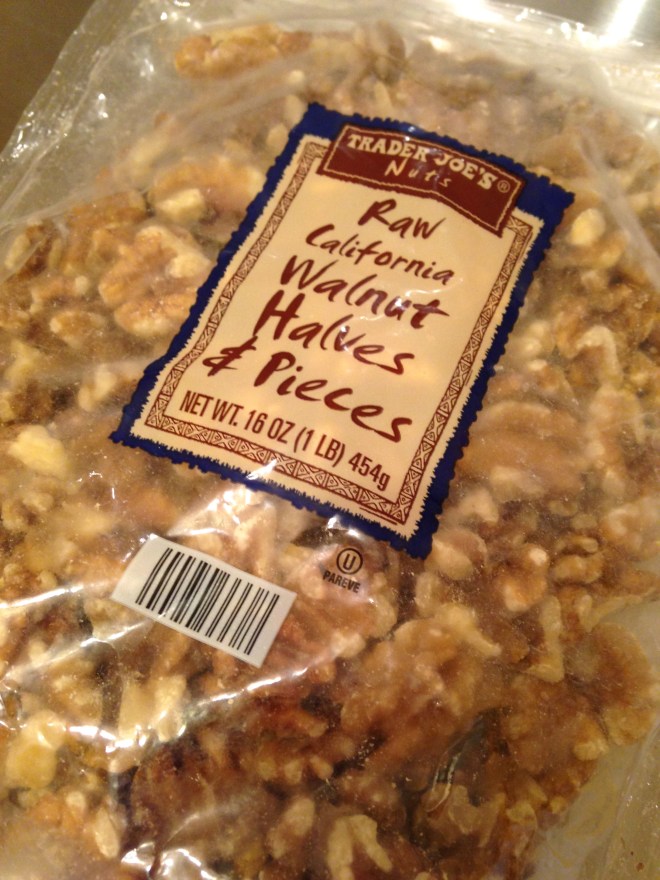 TRADER JOE'S®
Nuts
Raw
California
Walnut
Halves
& Pieces
NET WT. 16 OZ (1 LB) 454g
U
PAREVE